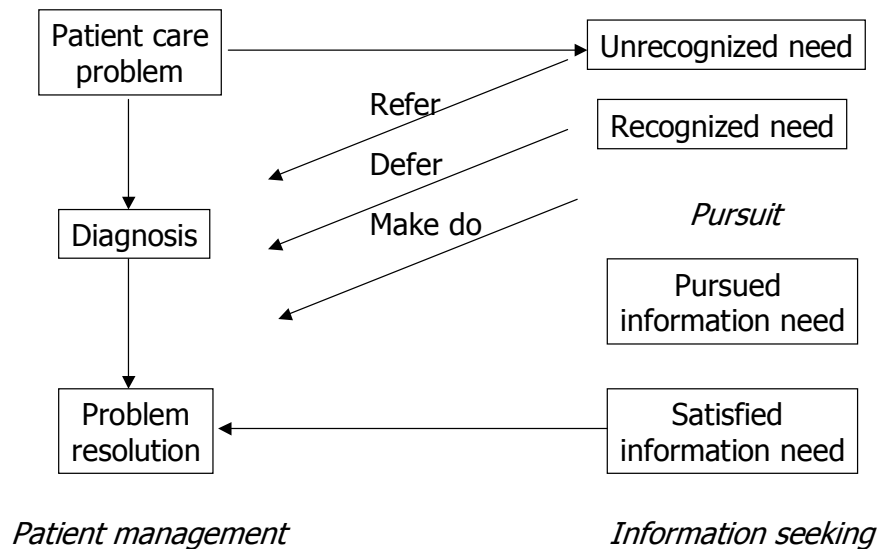 Patient care
problem
Unrecognized need
Refer
Recognized need
Defer
Make do
Pursuit
Diagnosis
Pursued
information need
Problem
resolution
Satisfied
information need
Patient management
Information seeking